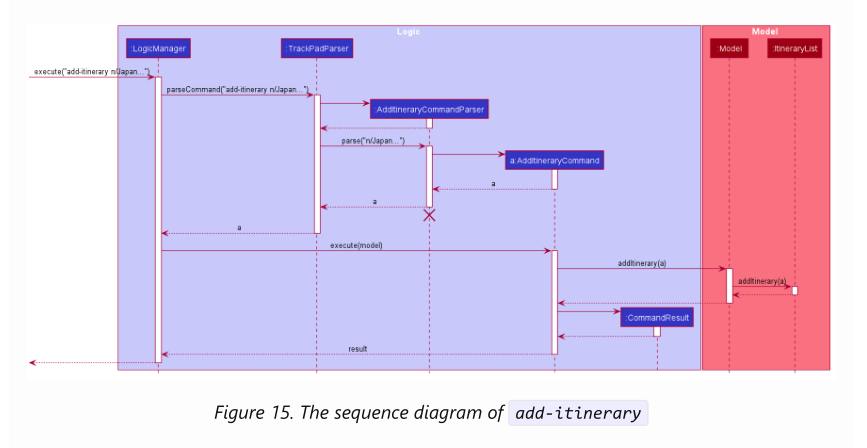 Logic
Model
:LogicManager
:TrackPadParser
:Model
:ItineraryList
execute("add-itinerary n/Japan...")
parseCommand("add-itinerary n/Japan...")
:AddItineraryCommandParser
parse("n/Japan...")
a:AddItineraryCommand
a
a
a
execute(model)
addItinerary(a)
addItinerary(a)
:CommandResult
result
Figure 15. The sequence diagram of add-itinerary